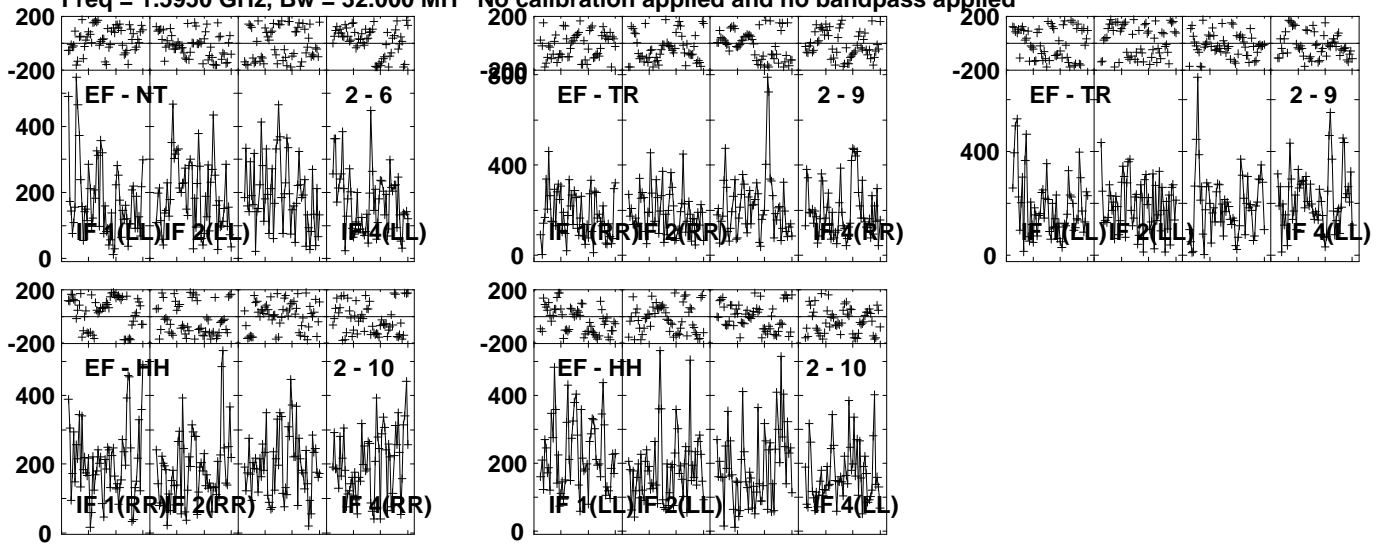 Freq = 1.5950 GHz, Bw = 32.000 MH No calibration applied and no bandpass applied
200
-200
EF - NT 2 - 6
400
200
0
IF 1(LL) IF 2(LL) IF 4(LL)
200
-200
800
EF - TR 2 - 9
400
0
IF 1(RR) IF 2(RR) IF 4(RR)
200
-200
EF - TR 2 - 9
400
0
IF 1(LL) IF 2(LL) IF 4(LL)
200
-200
EF - HH 2 - 10
400
200
0
IF 1(RR) IF 2(RR) IF 4(RR)
200
-200
EF - HH 2 - 10
400
200
0
IF 1(LL) IF 2(LL) IF 4(LL)